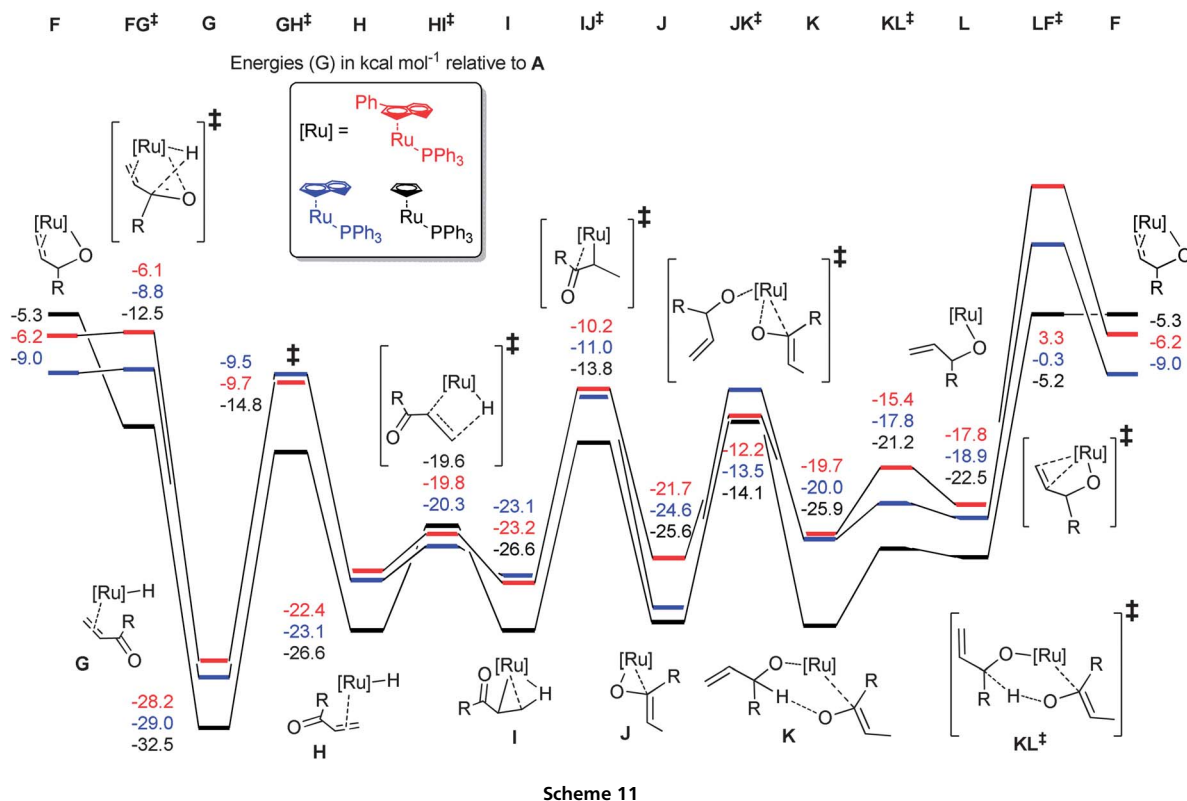 F FG‡ G GH‡ H HI‡ I IJ‡ J JK‡ K KL‡ L LF‡ F
Energies (G) in kcal mol⁻¹ relative to A
[Ru] =
Ph
Ru
PPh₃
Ru
PPh₃
Ru
PPh₃
[Ru]
O
R
-5.3
-6.2
-9.0
‡
[Ru]
H
O
R
-6.1
-8.8
-12.5
[Ru]-H
R
O
G
-28.2
-29.0
-32.5
‡
-9.5
-9.7
-14.8
-22.4
-23.1
-26.6
[Ru]-H
R
O
H
‡
[Ru]
R
H
O
-19.6
-19.8
-20.3
-23.1
-23.2
-26.6
[Ru]
O
H
R
I
‡
[Ru]
R
O
-10.2
-11.0
-13.8
-21.7
-24.6
-25.6
[Ru]
O
R
J
‡
O
R
[Ru]
O
R
-12.2
-13.5
-14.1
-19.7
-20.0
-25.9
O
[Ru]
R
H
O
R
K
-15.4
-17.8
-21.2
‡
O
[Ru]
R
R
H
O
KL‡
[Ru]
O
R
-17.8
-18.9
-22.5
3.3
-0.3
-5.2
‡
[Ru]
O
R
[Ru]
O
R
-5.3
-6.2
-9.0
Scheme 11